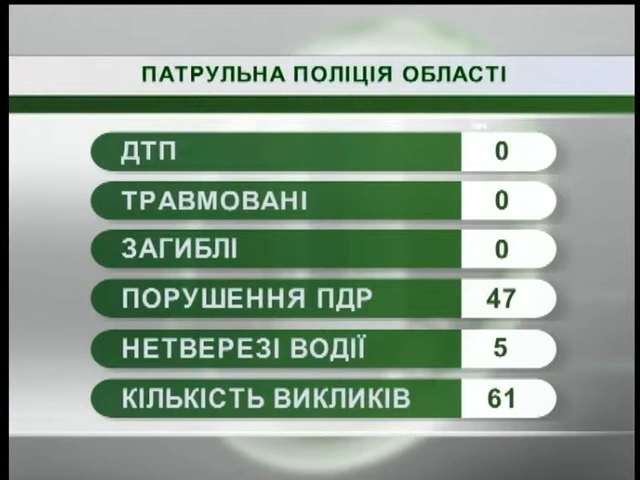 ПАТРУЛЬНА ПОЛІЦІЯ ОБЛАСТІ
ДТП 0
ТРАВМОВАНІ 0
ЗАГИБЛІ 0
ПОРУШЕННЯ ПДР 47
НЕТВЕРЕЗІ ВОДІЇ 5
КІЛЬКІСТЬ ВИКЛИКІВ 61